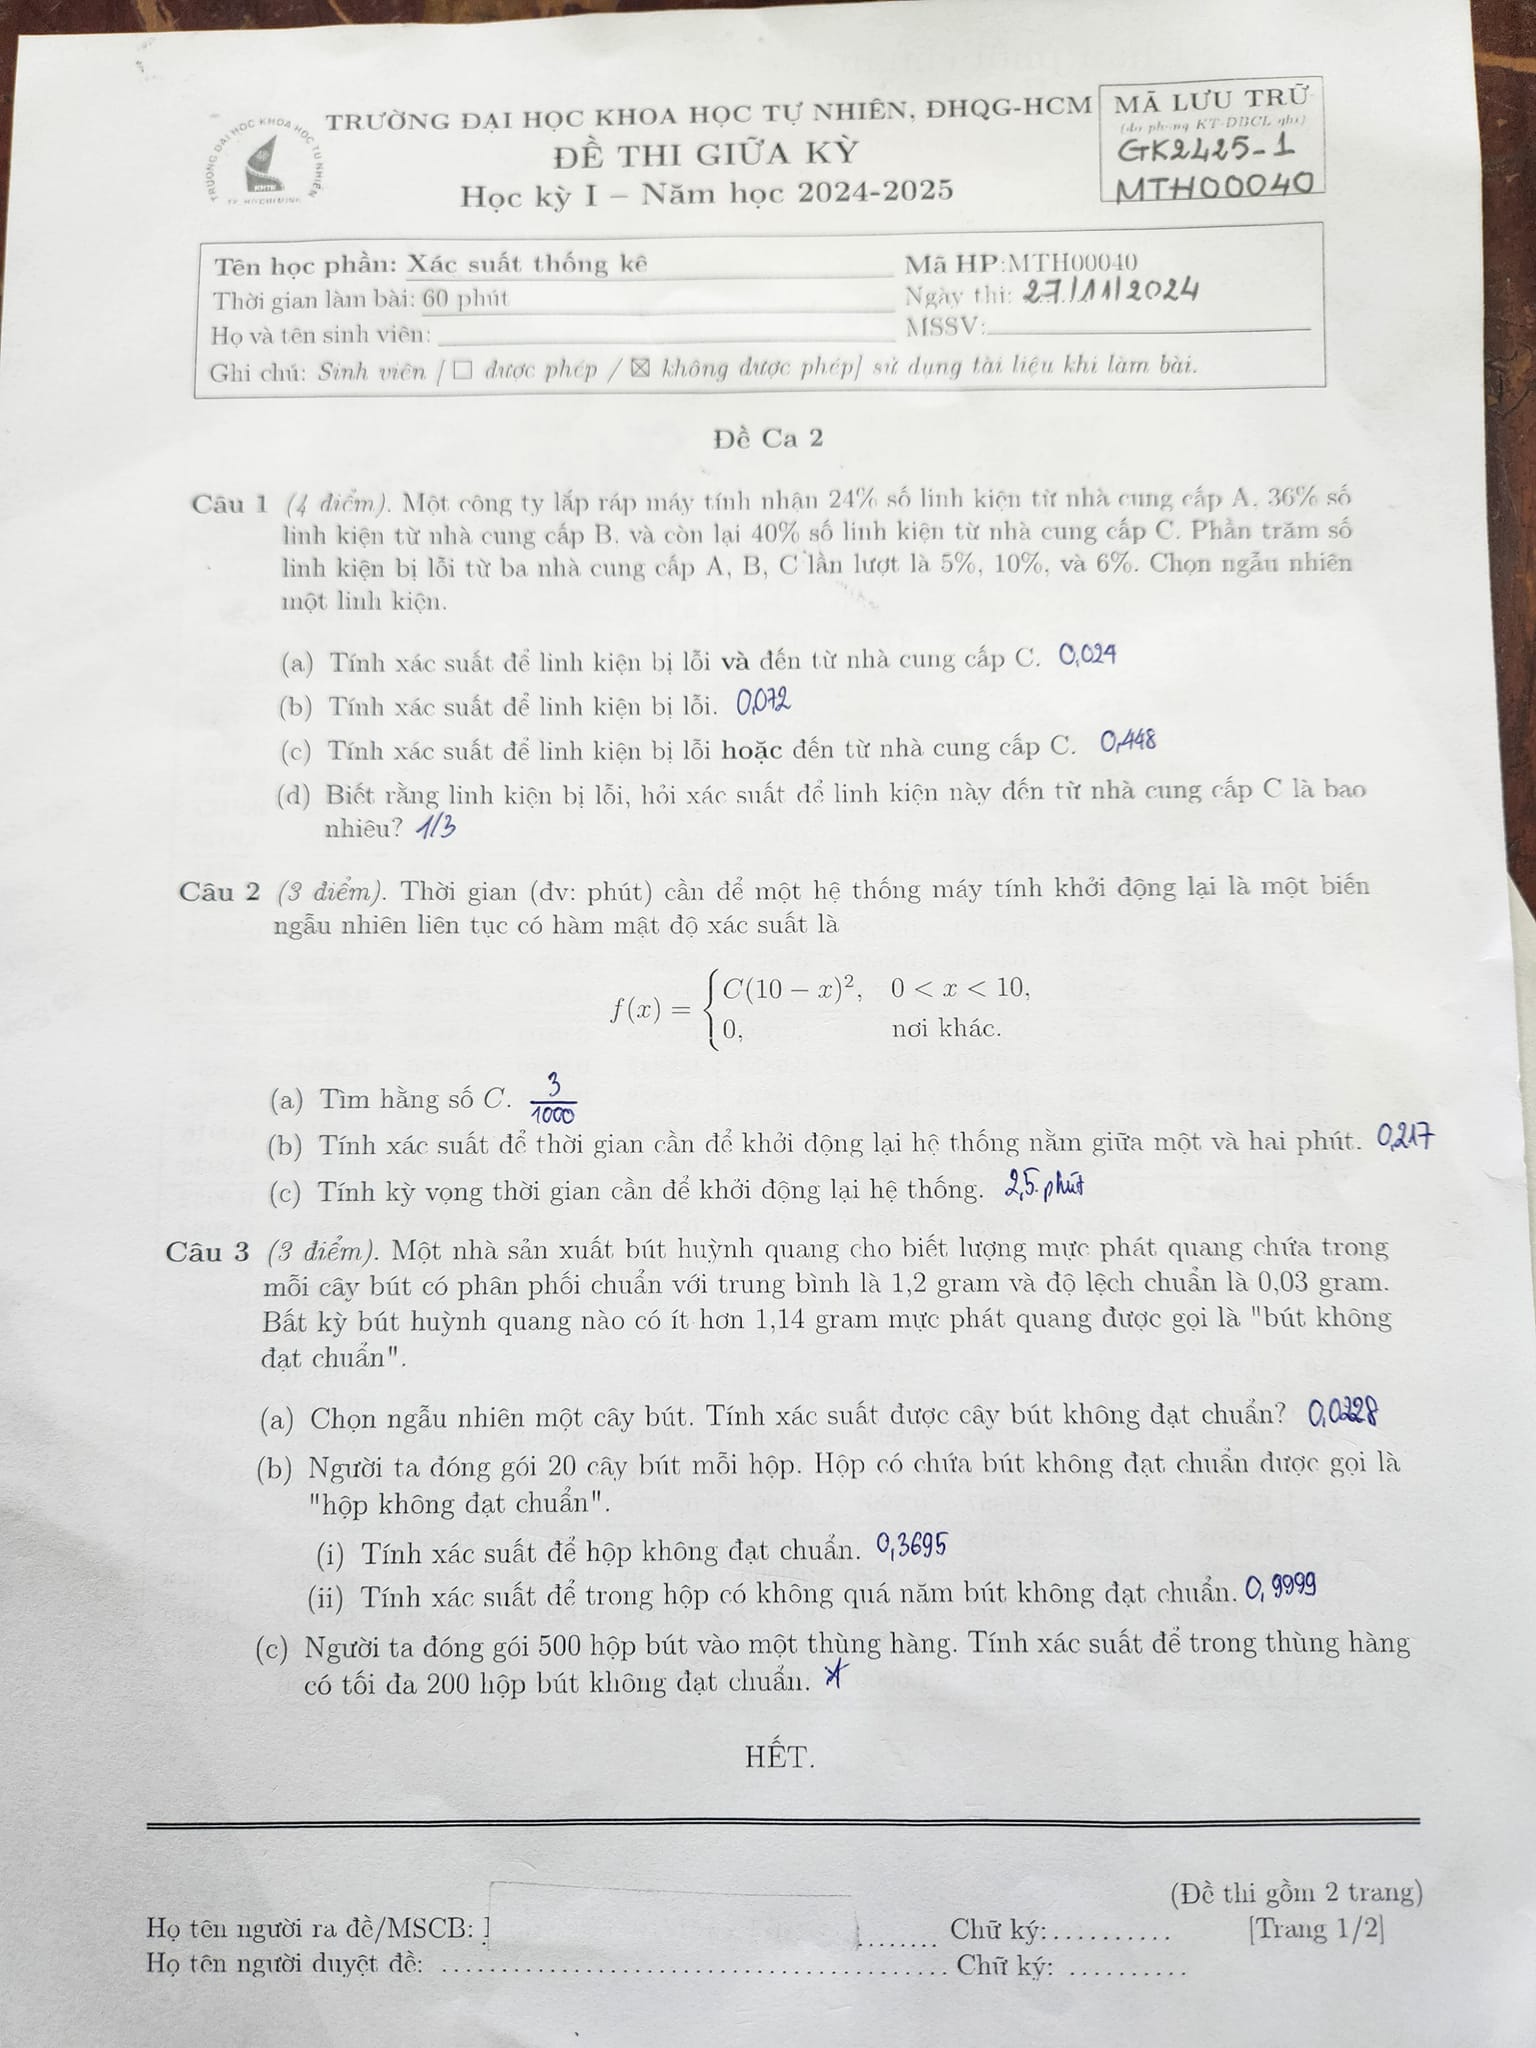 TRƯỜNG ĐẠI HỌC KHOA HỌC TỰ NHIÊN
TP. HỒ CHÍ MINH
KHTN
TRƯỜNG ĐẠI HỌC KHOA HỌC TỰ NHIÊN, ĐHQG-HCM
ĐỀ THI GIỮA KỲ
Học kỳ I – Năm học 2024-2025
MÃ LƯU TRỮ
(do phòng KT-ĐBCL ghi)
GK2425-1
MTH00040
Tên học phần: Xác suất thống kê Mã HP:MTH00040
Thời gian làm bài: 60 phút Ngày thi: 27/11/2024
Họ và tên sinh viên: MSSV:
Ghi chú: Sinh viên [ ☐ được phép / ☒ không được phép] sử dụng tài liệu khi làm bài.
Đề Ca 2
Câu 1 (4 điểm). Một công ty lắp ráp máy tính nhận 24% số linh kiện từ nhà cung cấp A, 36% số
linh kiện từ nhà cung cấp B, và còn lại 40% số linh kiện từ nhà cung cấp C. Phần trăm số
linh kiện bị lỗi từ ba nhà cung cấp A, B, C lần lượt là 5%, 10%, và 6%. Chọn ngẫu nhiên
một linh kiện.
(a) Tính xác suất để linh kiện bị lỗi và đến từ nhà cung cấp C. 0,024
(b) Tính xác suất để linh kiện bị lỗi. 0,072
(c) Tính xác suất để linh kiện bị lỗi hoặc đến từ nhà cung cấp C. 0,448
(d) Biết rằng linh kiện bị lỗi, hỏi xác suất để linh kiện này đến từ nhà cung cấp C là bao
nhiêu? 1/3
Câu 2 (3 điểm). Thời gian (đv: phút) cần để một hệ thống máy tính khởi động lại là một biến
ngẫu nhiên liên tục có hàm mật độ xác suất là
f(x) = { C(10 − x)², 0 < x < 10,
0, nơi khác.
(a) Tìm hằng số C. 3/1000
(b) Tính xác suất để thời gian cần để khởi động lại hệ thống nằm giữa một và hai phút. 0,217
(c) Tính kỳ vọng thời gian cần để khởi động lại hệ thống. 2,5 phút
Câu 3 (3 điểm). Một nhà sản xuất bút huỳnh quang cho biết lượng mực phát quang chứa trong
mỗi cây bút có phân phối chuẩn với trung bình là 1,2 gram và độ lệch chuẩn là 0,03 gram.
Bất kỳ bút huỳnh quang nào có ít hơn 1,14 gram mực phát quang được gọi là "bút không
đạt chuẩn".
(a) Chọn ngẫu nhiên một cây bút. Tính xác suất được cây bút không đạt chuẩn? 0,0228
(b) Người ta đóng gói 20 cây bút mỗi hộp. Hộp có chứa bút không đạt chuẩn được gọi là
"hộp không đạt chuẩn".
(i) Tính xác suất để hộp không đạt chuẩn. 0,3695
(ii) Tính xác suất để trong hộp có không quá năm bút không đạt chuẩn. 0,9999
(c) Người ta đóng gói 500 hộp bút vào một thùng hàng. Tính xác suất để trong thùng hàng
có tối đa 200 hộp bút không đạt chuẩn.
HẾT.
(Đề thi gồm 2 trang)
Họ tên người ra đề/MSCB: ........ Chữ ký: ........... [Trang 1/2]
Họ tên người duyệt đề: .................................................. Chữ ký: ...........